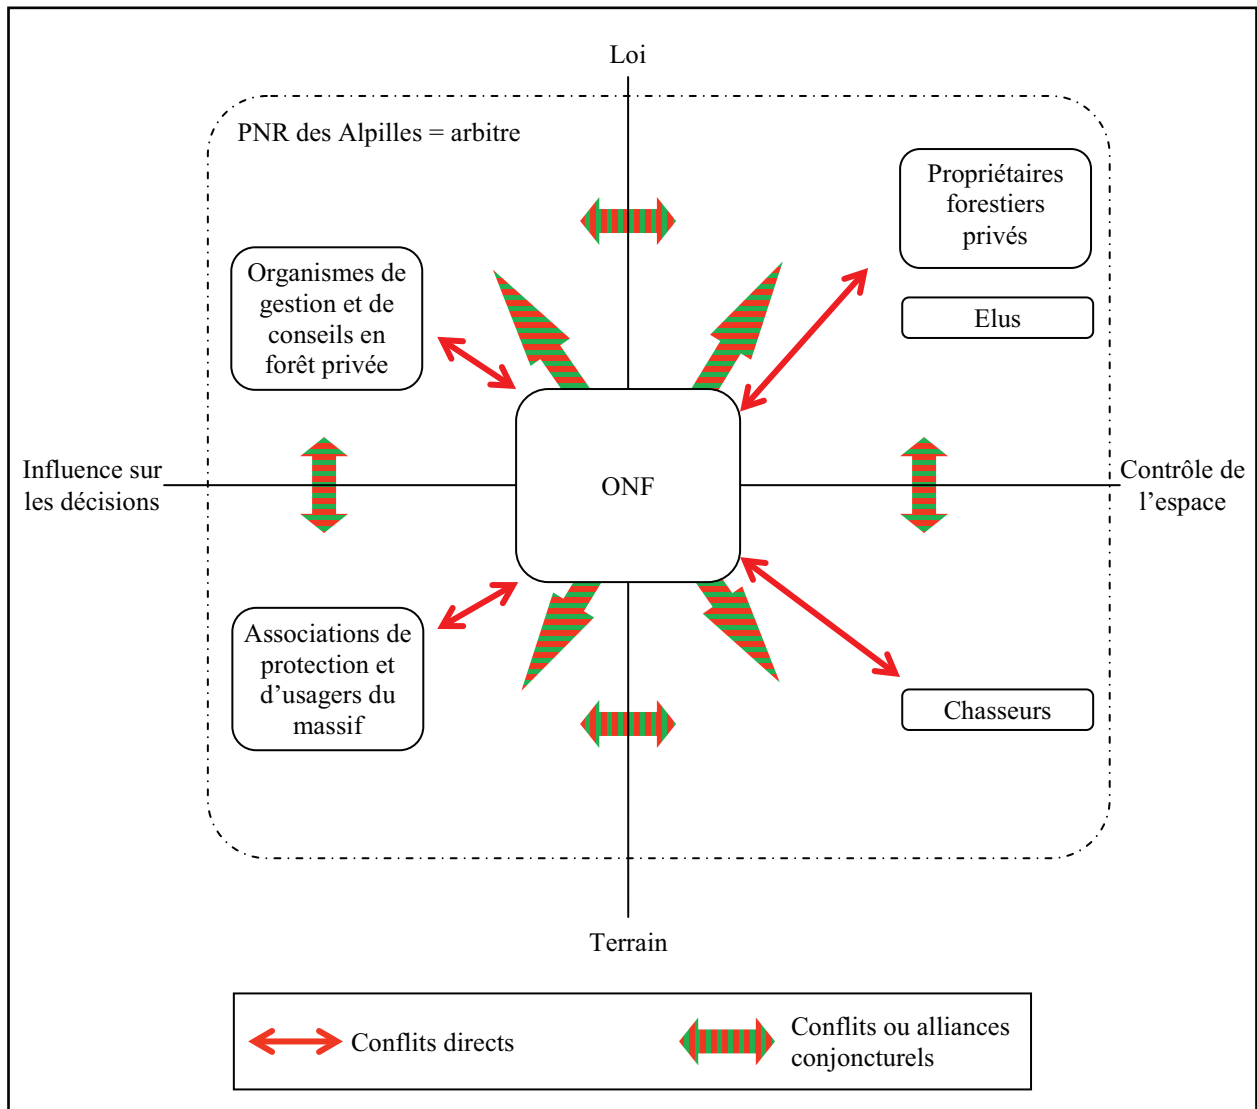 Loi
PNR des Alpilles = arbitre
Propriétaires
forestiers
privés
Organismes de
gestion et de
conseils en
forêt privée
Elus
Influence sur
les décisions
ONF
Contrôle de
l’espace
Associations de
protection et
d’usagers du
massif
Chasseurs
Terrain
Conflits directs
Conflits ou alliances
conjoncturels